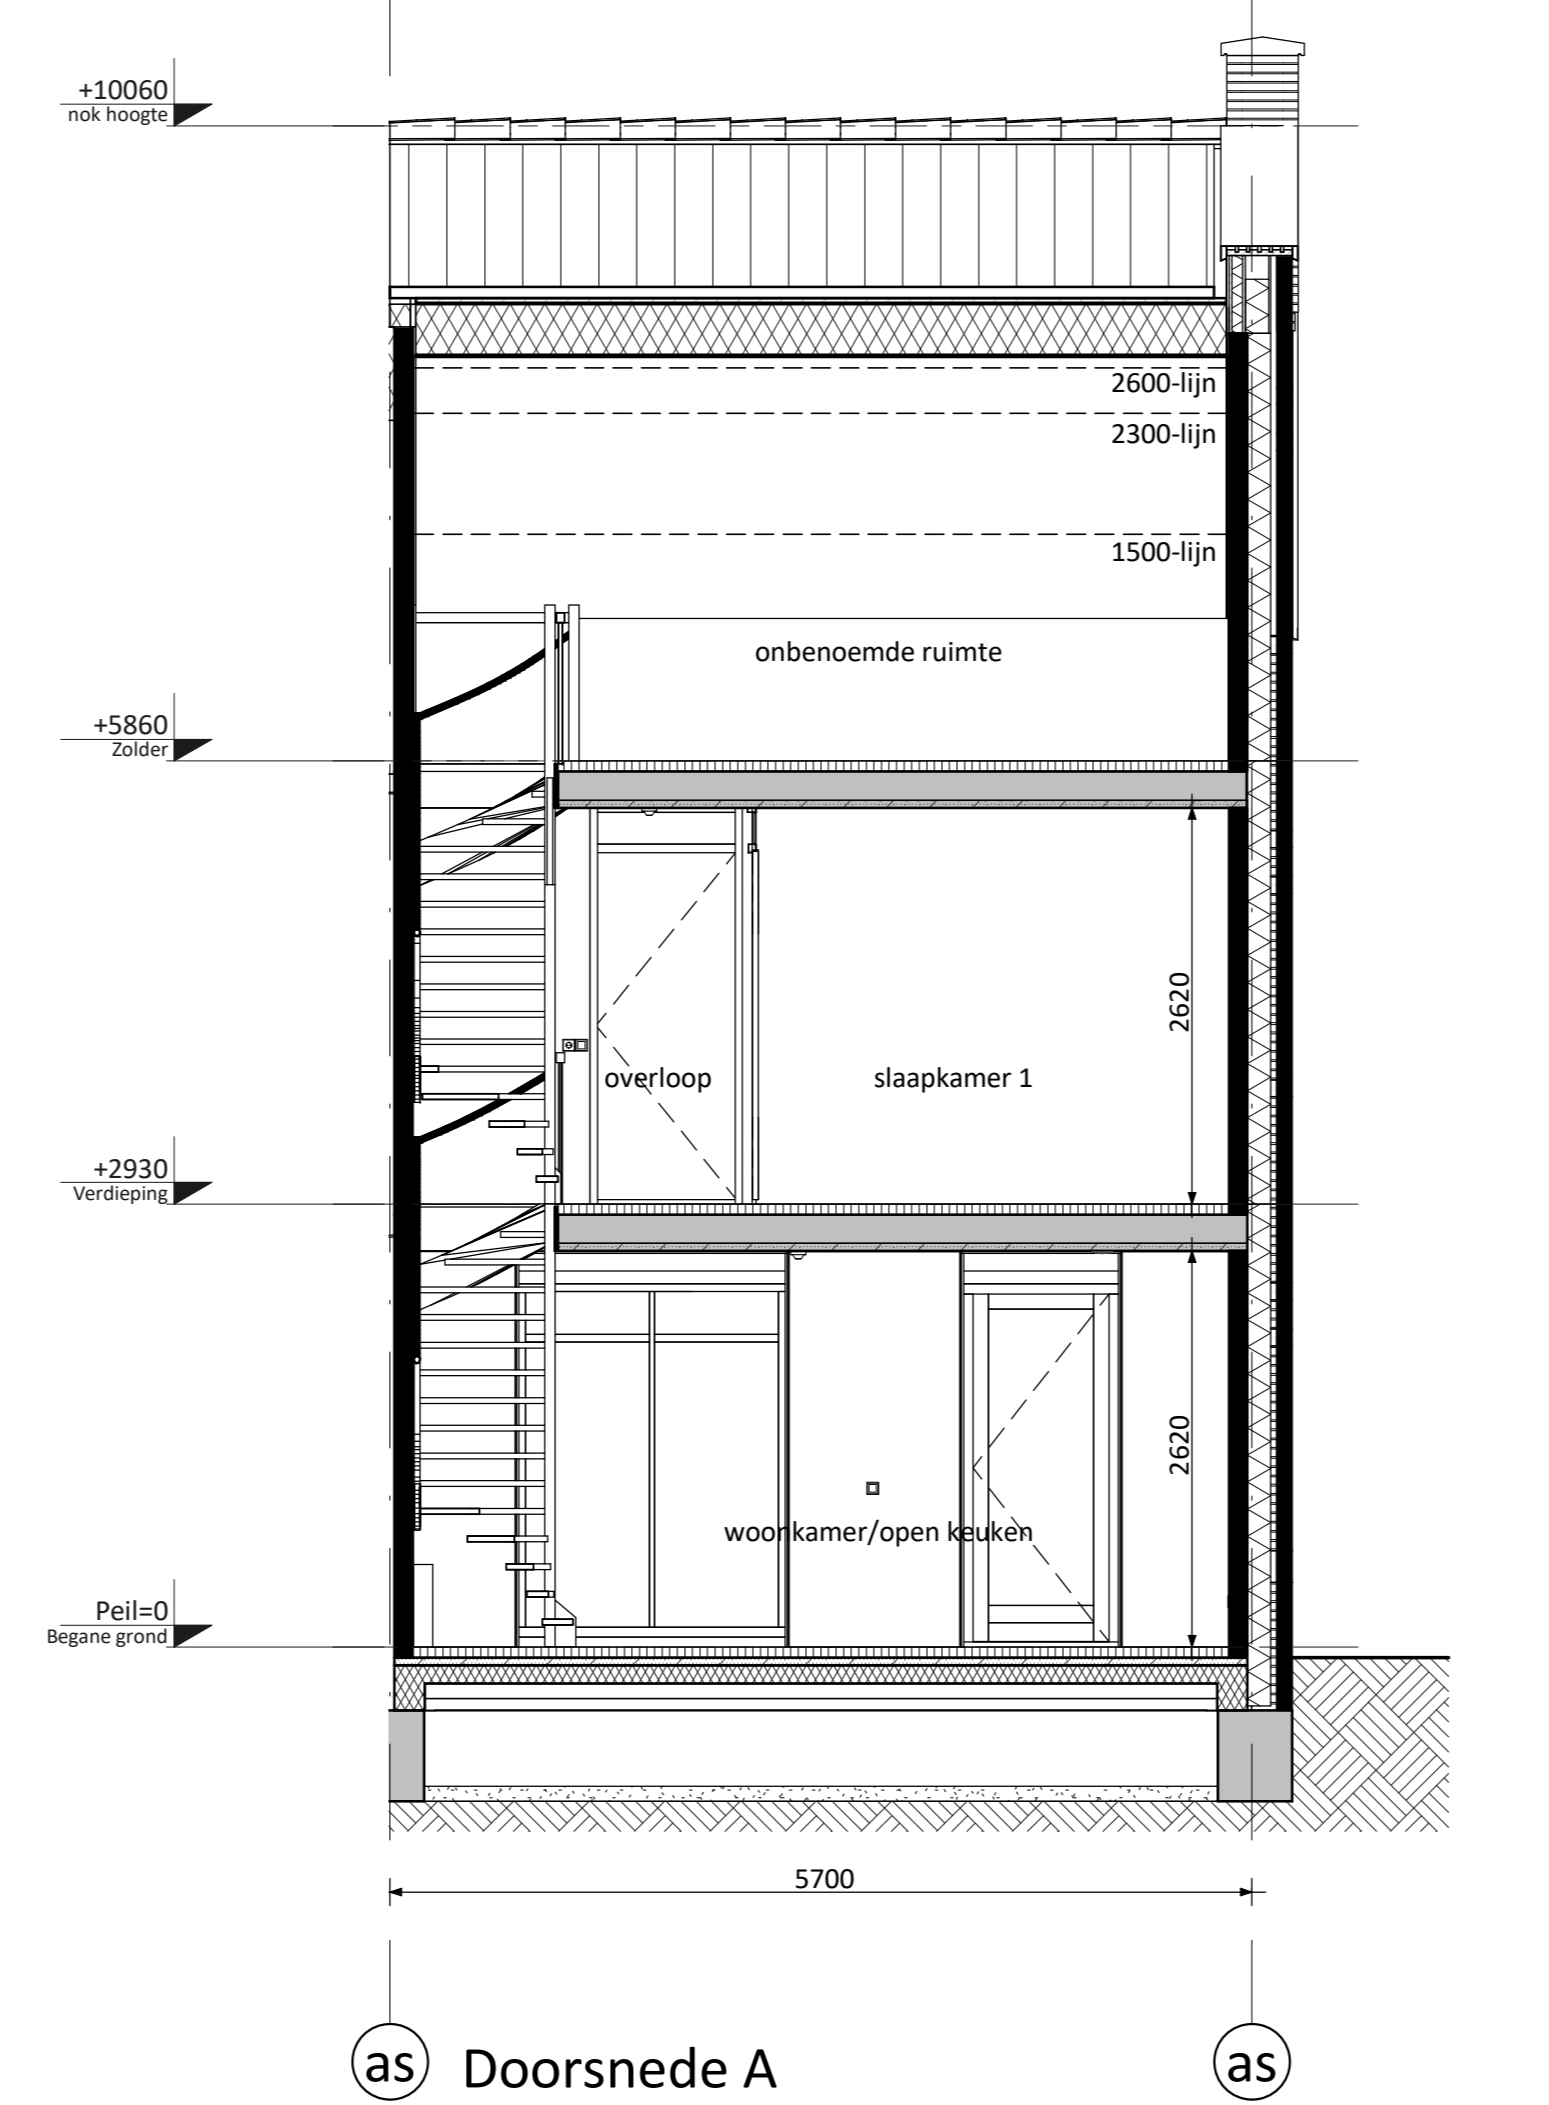 +10060
nok hoogte
2600-lijn
2300-lijn
1500-lijn
onbenoemde ruimte
+5860
Zolder
2620
overloop
slaapkamer 1
+2930
Verdieping
2620
woonkamer/open keuken
Peil=0
Begane grond
5700
as
Doorsnede A
as